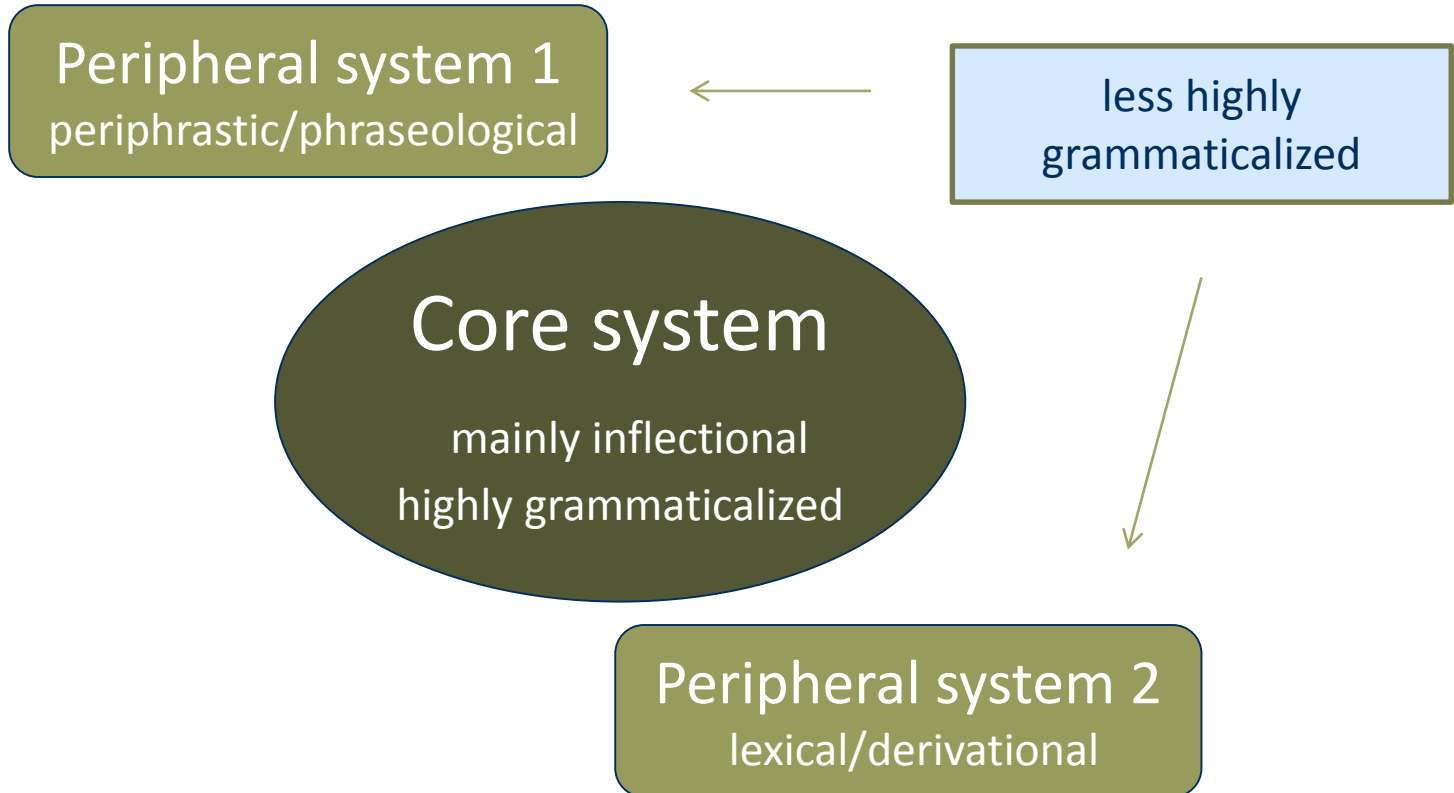 Peripheral system 1
periphrastic/phraseological
less highly
grammaticalized
Core system
mainly inflectional
highly grammaticalized
Peripheral system 2
lexical/derivational